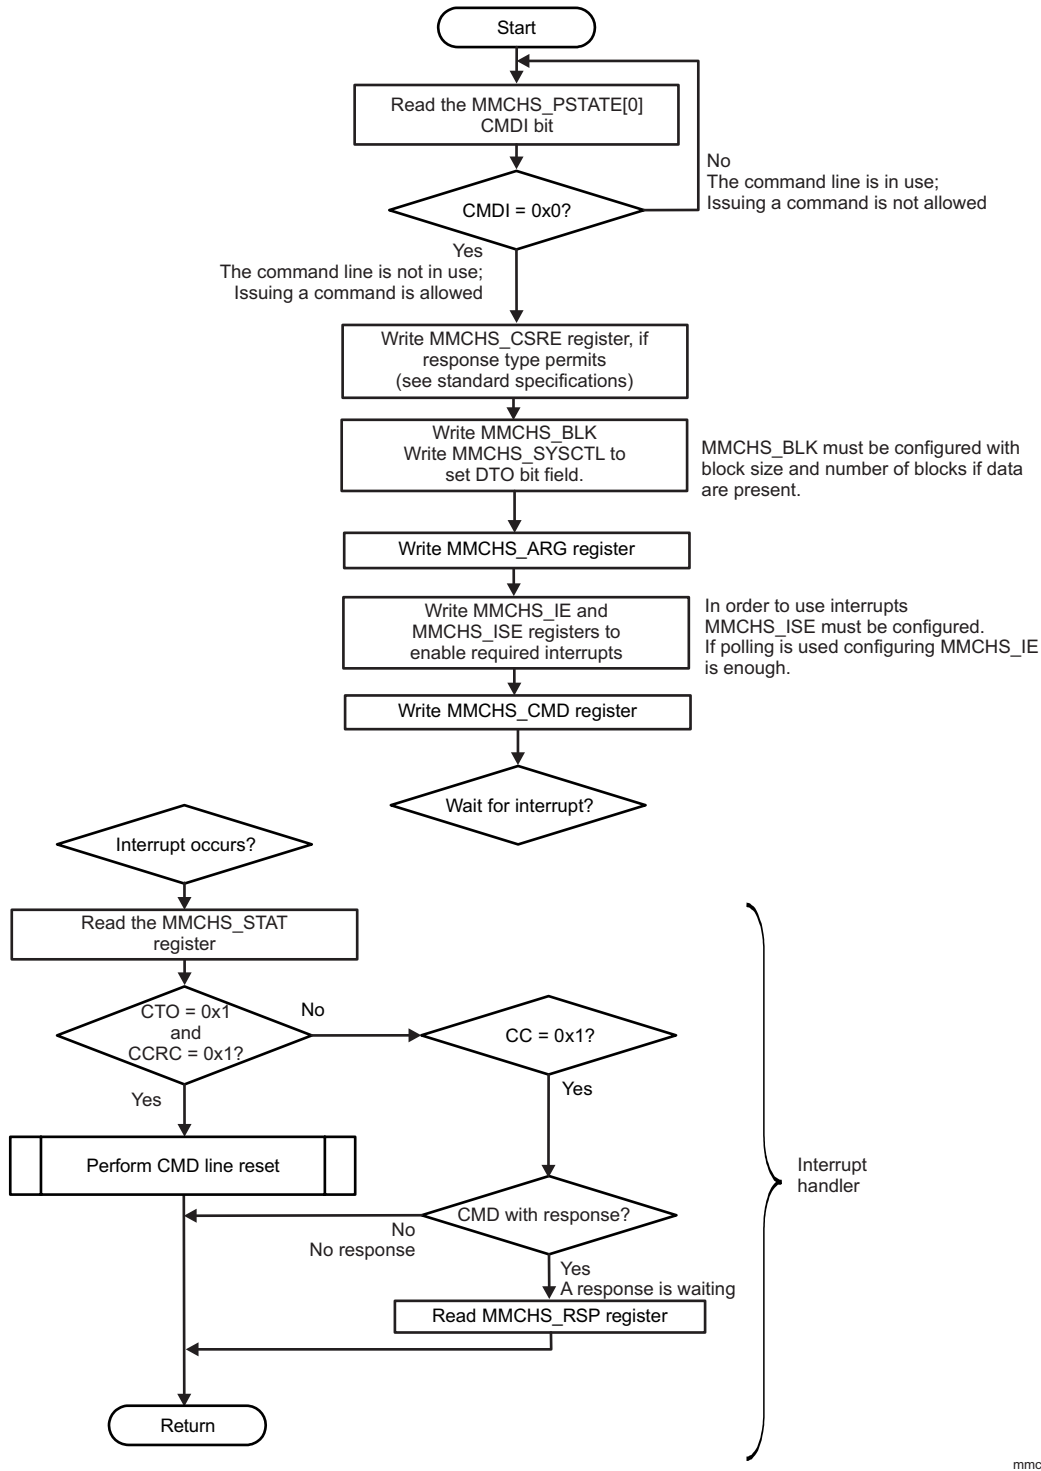 Start
Read the MMCHS_PSTATE[0]
CMDI bit
No
The command line is in use;
Issuing a command is not allowed
CMDI = 0x0?
Yes
The command line is not in use;
Issuing a command is allowed
Write MMCHS_CSRE register, if
response type permits
(see standard specifications)
Write MMCHS_BLK
Write MMCHS_SYSCTL to
set DTO bit field.
MMCHS_BLK must be configured with
block size and number of blocks if data
are present.
Write MMCHS_ARG register
Write MMCHS_IE and
MMCHS_ISE registers to
enable required interrupts
In order to use interrupts
MMCHS_ISE must be configured.
If polling is used configuring MMCHS_IE
is enough.
Write MMCHS_CMD register
Wait for interrupt?
Interrupt occurs?
Read the MMCHS_STAT
register
CTO = 0x1
and
CCRC = 0x1?
No
CC = 0x1?
Yes
Yes
Perform CMD line reset
Interrupt
handler
CMD with response?
No
No response
Yes
A response is waiting
Read MMCHS_RSP register
Return
mmc